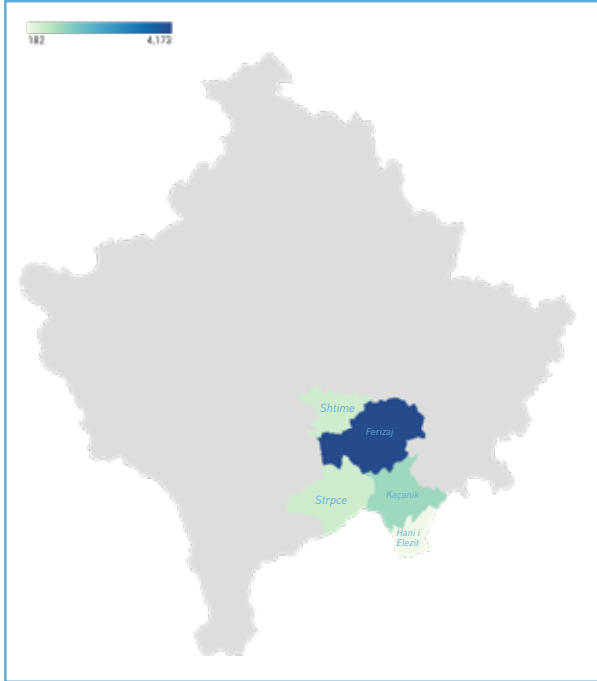 182 4,173
Shtime
Ferizaj
Kaçanik
Strpce
Hani i
Elezit